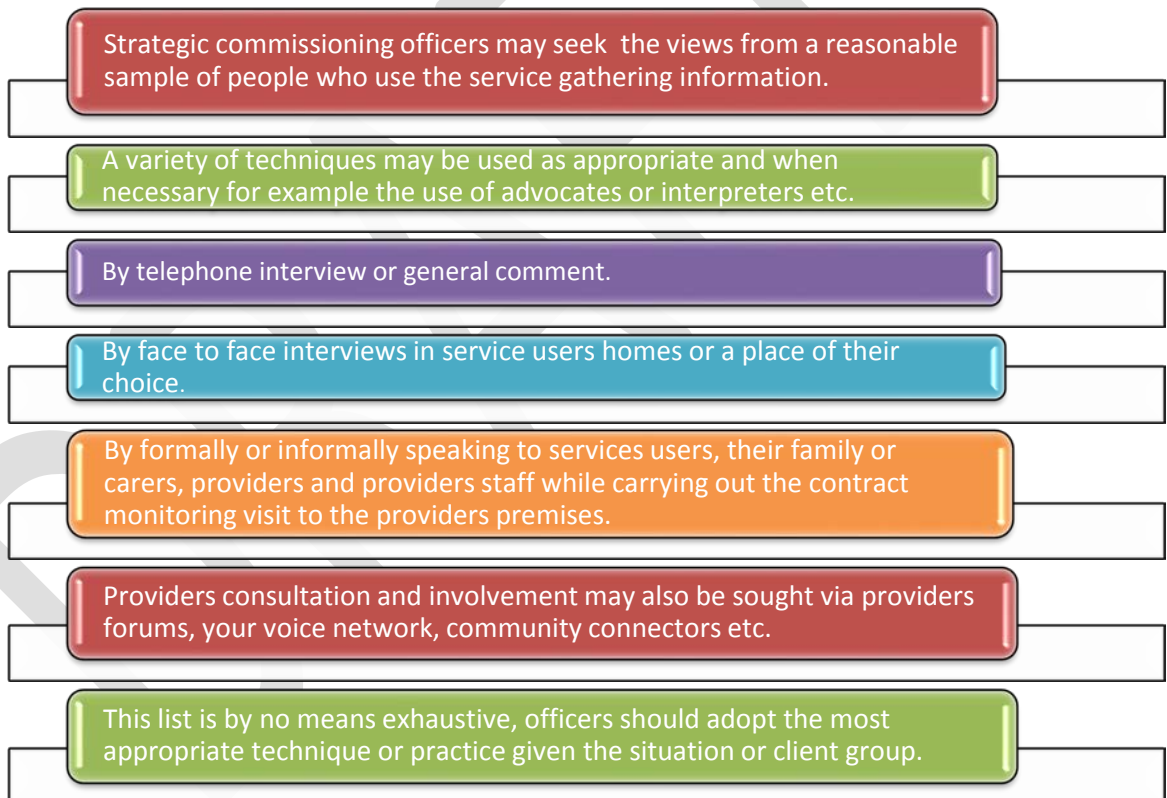 Strategic commissioning officers may seek the views from a reasonable
sample of people who use the service gathering information.
A variety of techniques may be used as appropriate and when
necessary for example the use of advocates or interpreters etc.
By telephone interview or general comment.
By face to face interviews in service users homes or a place of their
choice.
By formally or informally speaking to services users, their family or
carers, providers and providers staff while carrying out the contract
monitoring visit to the providers premises.
Providers consultation and involvement may also be sought via providers
forums, your voice network, community connectors etc.
This list is by no means exhaustive, officers should adopt the most
appropriate technique or practice given the situation or client group.